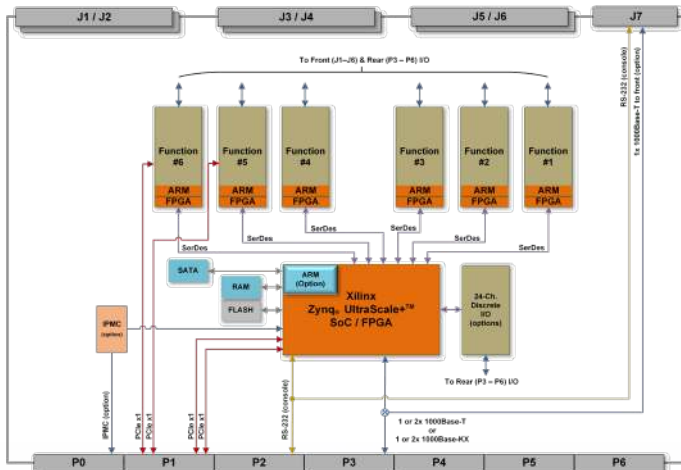 J1 / J2
J3 / J4
J5 / J6
J7
To Front (J1–J6) & Rear (P3 – P6) I/O
RS-232 (console)
1x 1000Base-T to front (option)
Function
#6
ARM
FPGA
Function
#5
ARM
FPGA
Function
#4
ARM
FPGA
Function
#3
ARM
FPGA
Function
#2
ARM
FPGA
Function
#1
ARM
FPGA
SerDes
SerDes
SerDes
SerDes
SerDes
SerDes
SATA
RAM
FLASH
ARM
(Option)
Xilinx
Zynq® UltraScale+™
SoC / FPGA
24-Ch.
Discrete
I/O
(options)
To Rear (P3 – P6) I/O
IPMC
(option)
IPMC (option)
PCIe x1
PCIe x1
PCIe x1
PCIe x1
RS-232 (console)
1 or 2x 1000Base-T
or
1 or 2x 1000Base-KX
P0
P1
P2
P3
P4
P5
P6